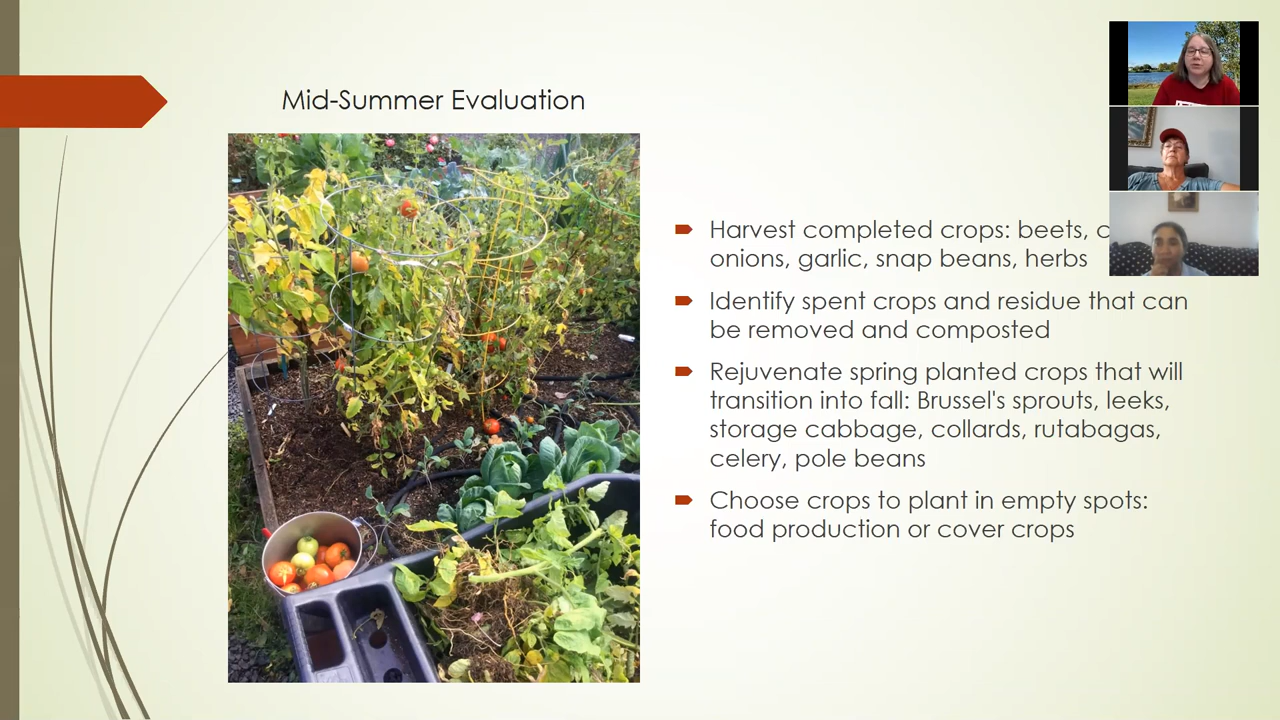 Mid-Summer Evaluation
Harvest completed crops: beets,
onions, garlic, snap beans, herbs
Identify spent crops and residue that can
be removed and composted
Rejuvenate spring planted crops that will
transition into fall: Brussel's sprouts, leeks,
storage cabbage, collards, rutabagas,
celery, pole beans
Choose crops to plant in empty spots:
food production or cover crops